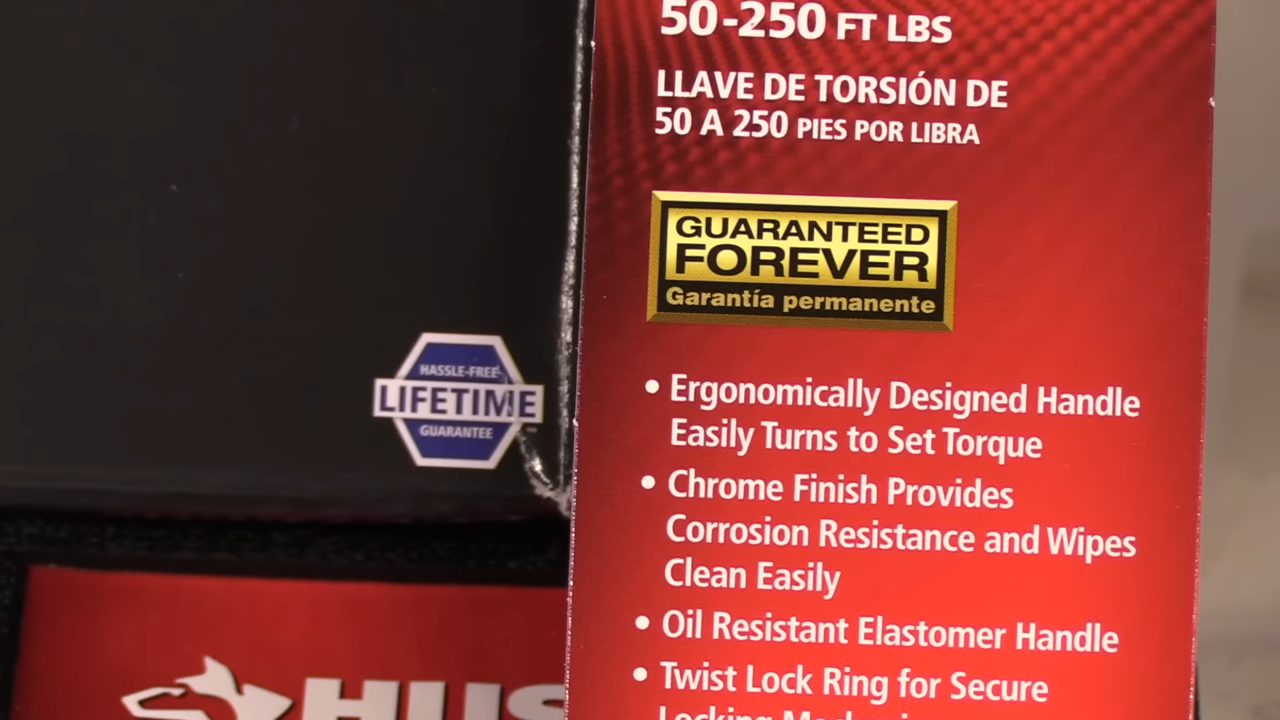 50-250 FT LBS
LLAVE DE TORSIÓN DE
50 A 250 PIES POR LIBRA
GUARANTEED
FOREVER
Garantía permanente
• Ergonomically Designed Handle
Easily Turns to Set Torque
• Chrome Finish Provides
Corrosion Resistance and Wipes
Clean Easily
• Oil Resistant Elastomer Handle
• Twist Lock Ring for Secure
Locking
HASSLE-FREE
LIFETIME
GUARANTEE
HUS